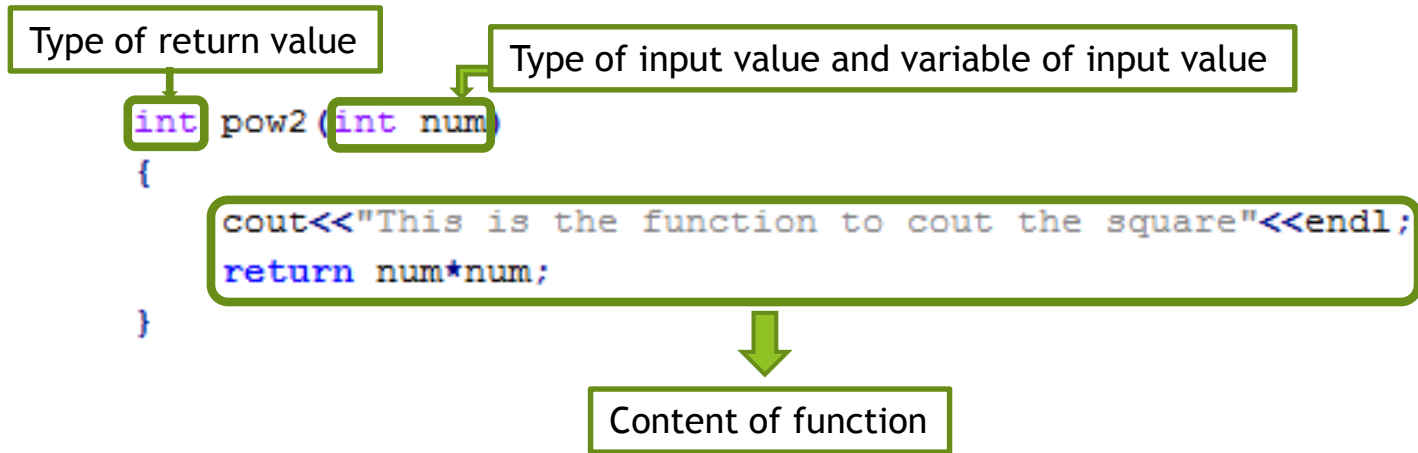 Type of return value
Type of input value and variable of input value
int pow2(int num)
{
cout<<"This is the function to cout the square"<<endl;
return num*num;
}
Content of function